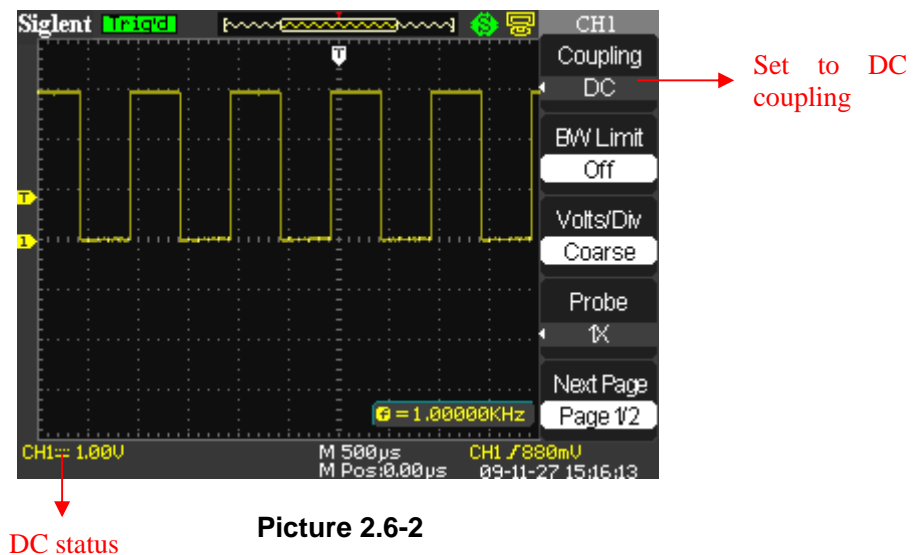 Siglent Trig'd CH1
T
Coupling
DC
Set to DC
coupling
BW Limit
Off
T
Volts/Div
Coarse
1
Probe
1X
Next Page
f = 1.00000KHz
Page 1/2
CH1 1.00V M 500µs CH1 880mV
M Pos:0.00µs 09-11-27 15:16:13
DC status
Picture 2.6-2